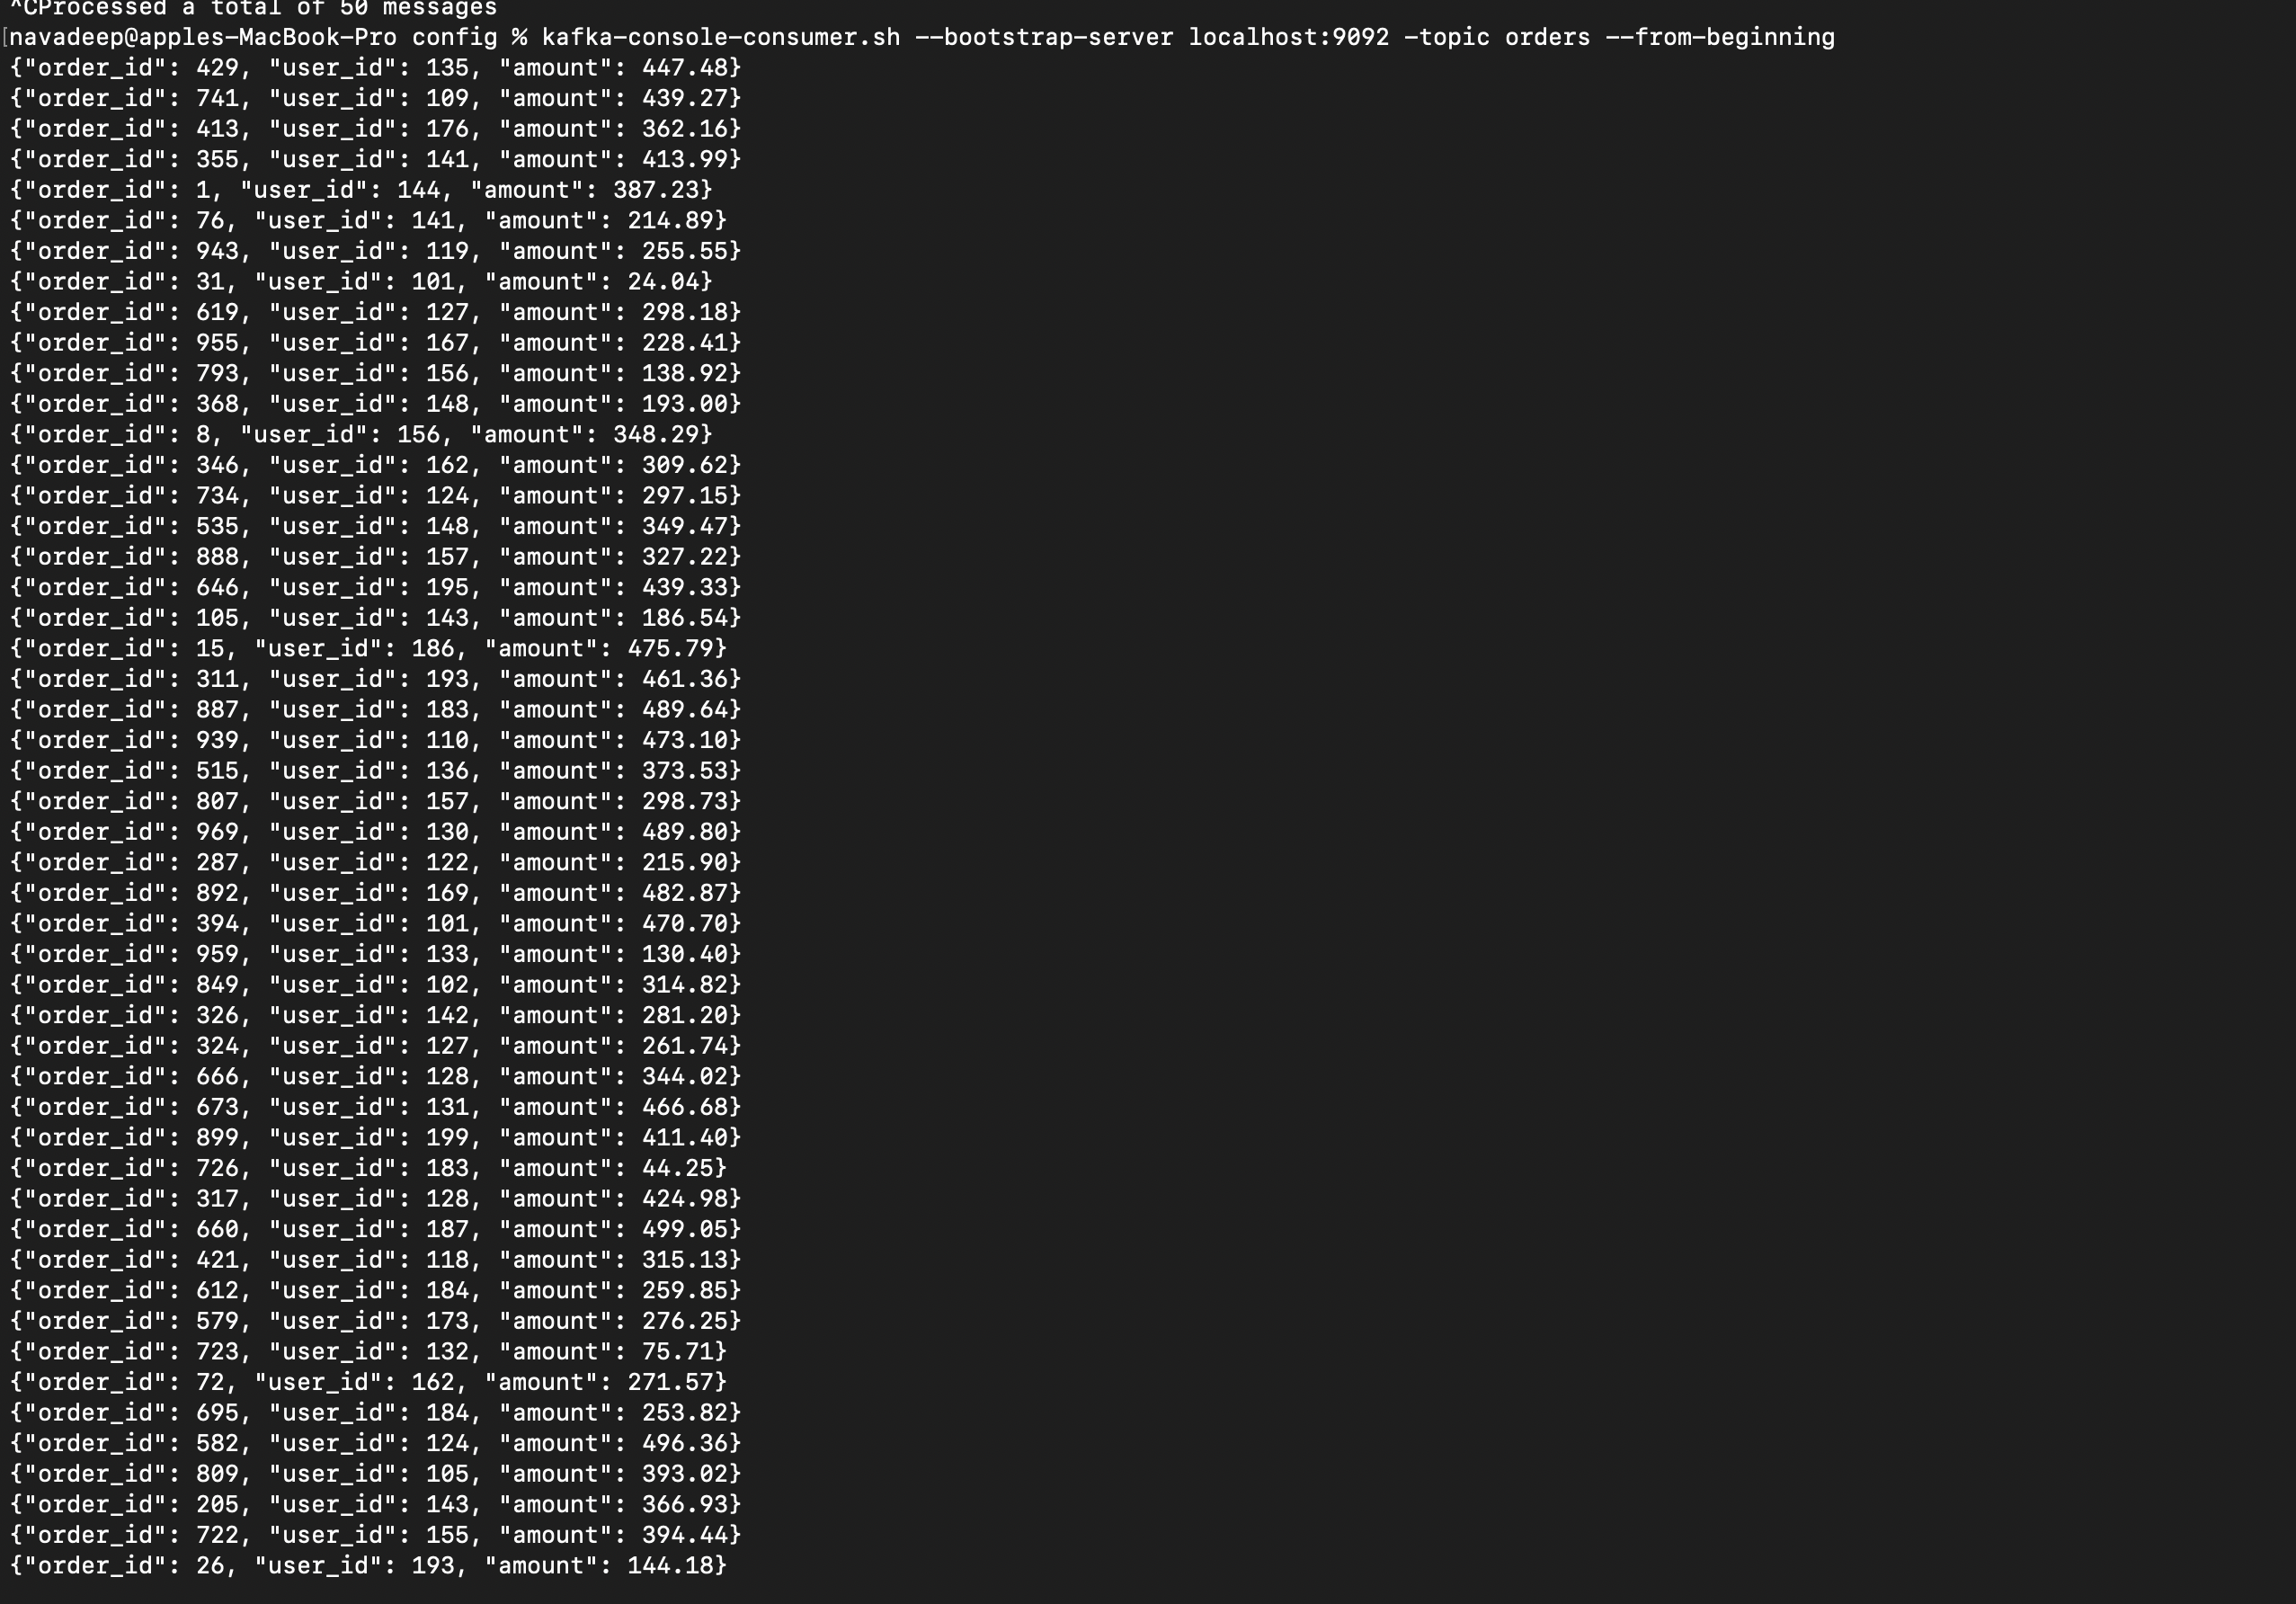 ^CProcessed a total of 50 messages
[navadeep@apples-MacBook-Pro config % kafka-console-consumer.sh --bootstrap-server localhost:9092 -topic orders --from-beginning
{"order_id": 429, "user_id": 135, "amount": 447.48}
{"order_id": 741, "user_id": 109, "amount": 439.27}
{"order_id": 413, "user_id": 176, "amount": 362.16}
{"order_id": 355, "user_id": 141, "amount": 413.99}
{"order_id": 1, "user_id": 144, "amount": 387.23}
{"order_id": 76, "user_id": 141, "amount": 214.89}
{"order_id": 943, "user_id": 119, "amount": 255.55}
{"order_id": 31, "user_id": 101, "amount": 24.04}
{"order_id": 619, "user_id": 127, "amount": 298.18}
{"order_id": 955, "user_id": 167, "amount": 228.41}
{"order_id": 793, "user_id": 156, "amount": 138.92}
{"order_id": 368, "user_id": 148, "amount": 193.00}
{"order_id": 8, "user_id": 156, "amount": 348.29}
{"order_id": 346, "user_id": 162, "amount": 309.62}
{"order_id": 734, "user_id": 124, "amount": 297.15}
{"order_id": 535, "user_id": 148, "amount": 349.47}
{"order_id": 888, "user_id": 157, "amount": 327.22}
{"order_id": 646, "user_id": 195, "amount": 439.33}
{"order_id": 105, "user_id": 143, "amount": 186.54}
{"order_id": 15, "user_id": 186, "amount": 475.79}
{"order_id": 311, "user_id": 193, "amount": 461.36}
{"order_id": 887, "user_id": 183, "amount": 489.64}
{"order_id": 939, "user_id": 110, "amount": 473.10}
{"order_id": 515, "user_id": 136, "amount": 373.53}
{"order_id": 807, "user_id": 157, "amount": 298.73}
{"order_id": 969, "user_id": 130, "amount": 489.80}
{"order_id": 287, "user_id": 122, "amount": 215.90}
{"order_id": 892, "user_id": 169, "amount": 482.87}
{"order_id": 394, "user_id": 101, "amount": 470.70}
{"order_id": 959, "user_id": 133, "amount": 130.40}
{"order_id": 849, "user_id": 102, "amount": 314.82}
{"order_id": 326, "user_id": 142, "amount": 281.20}
{"order_id": 324, "user_id": 127, "amount": 261.74}
{"order_id": 666, "user_id": 128, "amount": 344.02}
{"order_id": 673, "user_id": 131, "amount": 466.68}
{"order_id": 899, "user_id": 199, "amount": 411.40}
{"order_id": 726, "user_id": 183, "amount": 44.25}
{"order_id": 317, "user_id": 128, "amount": 424.98}
{"order_id": 660, "user_id": 187, "amount": 499.05}
{"order_id": 421, "user_id": 118, "amount": 315.13}
{"order_id": 612, "user_id": 184, "amount": 259.85}
{"order_id": 579, "user_id": 173, "amount": 276.25}
{"order_id": 723, "user_id": 132, "amount": 75.71}
{"order_id": 72, "user_id": 162, "amount": 271.57}
{"order_id": 695, "user_id": 184, "amount": 253.82}
{"order_id": 582, "user_id": 124, "amount": 496.36}
{"order_id": 809, "user_id": 105, "amount": 393.02}
{"order_id": 205, "user_id": 143, "amount": 366.93}
{"order_id": 722, "user_id": 155, "amount": 394.44}
{"order_id": 26, "user_id": 193, "amount": 144.18}